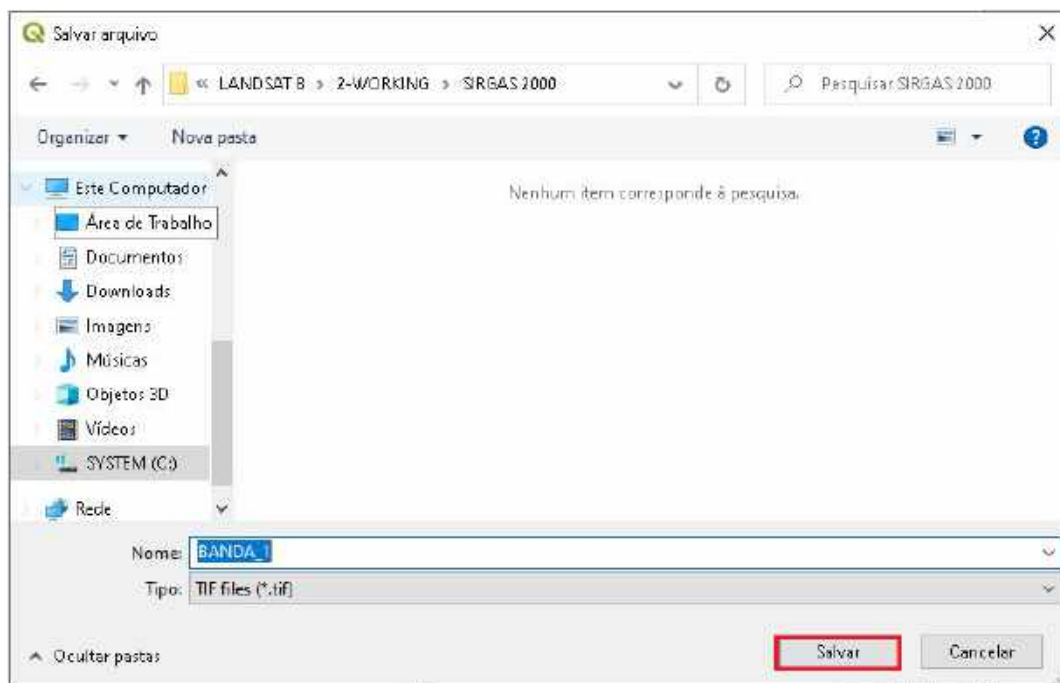 Salvar arquivo
« LANDSAT 8 > 2-WORKING > SIRGAS 2000
Pesquisar SIRGAS 2000
Organizar
Nova pasta
Nenhum item corresponde à pesquisa.
Este Computador
Área de Trabalho
Documentos
Downloads
Imagens
Músicas
Objetos 3D
Vídeos
SYSTEM (C:)
Rede
Nome: BANDA_1
Tipo: TIF files (*.tif)
Ocultar pastas
Salvar
Cancelar